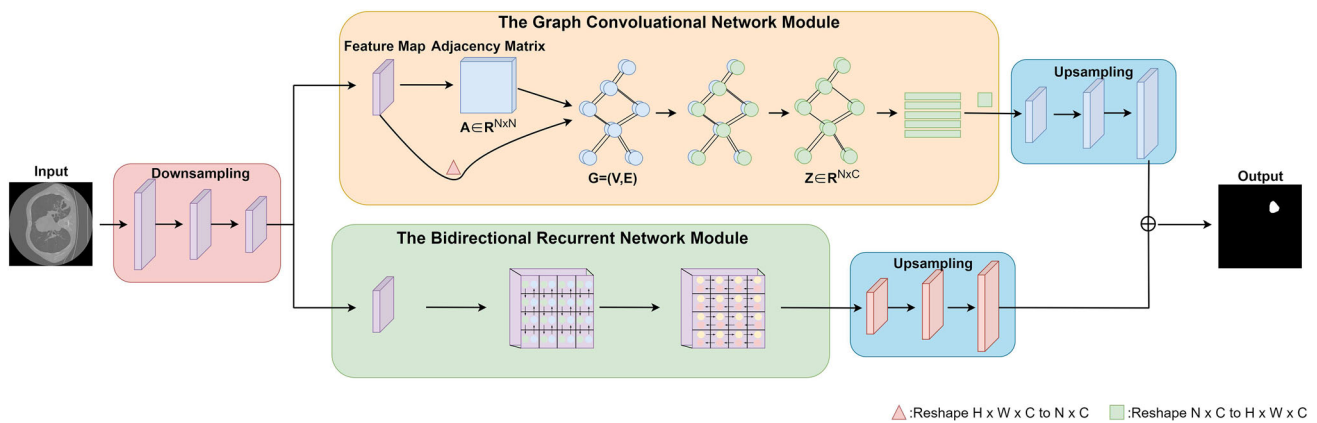 The Graph Convoluational Network Module
Feature Map
Adjacency Matrix
A∈R^NxN
G=(V,E)
Z∈R^NxC
Upsampling
Input
Downsampling
Output
The Bidirectional Recurrent Network Module
Upsampling
:Reshape H x W x C to N x C
:Reshape N x C to H x W x C